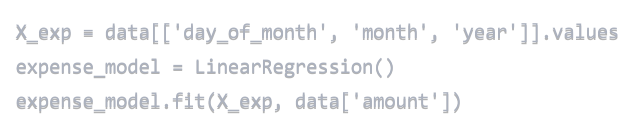 X_exp = data[['day_of_month', 'month', 'year']].values
expense_model = LinearRegression()
expense_model.fit(X_exp, data['amount'])